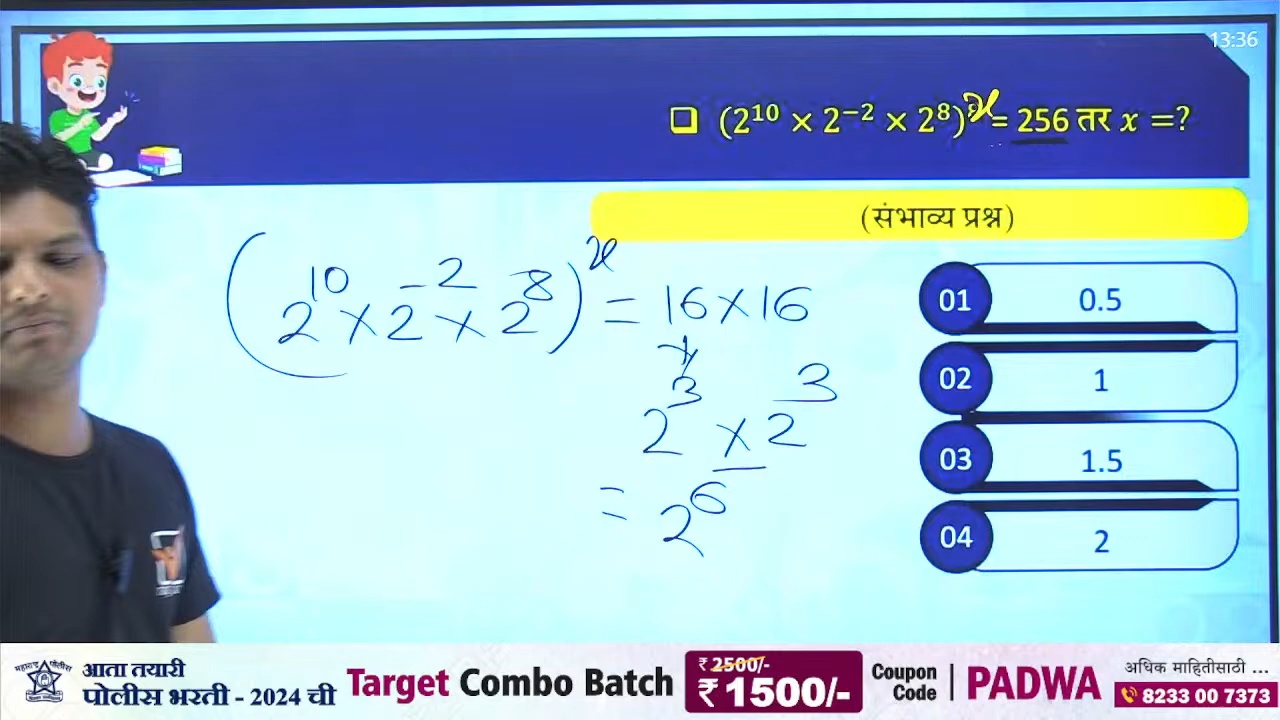 13:36
❑ (2¹⁰ × 2⁻² × 2⁸)ˣ = 256 तर x =?
(संभाव्य प्रश्न)
(2¹⁰ × 2⁻² × 2⁸)ˣ = 16 × 16
2³ × 2³
= 2⁶
01 0.5
02 1
03 1.5
04 2
आता तयारी
पोलीस भरती - 2024 ची
Target Combo Batch
₹ 2500/-
₹ 1500/-
Coupon
Code
PADWA
अधिक माहितीसाठी ...
8233 00 7373